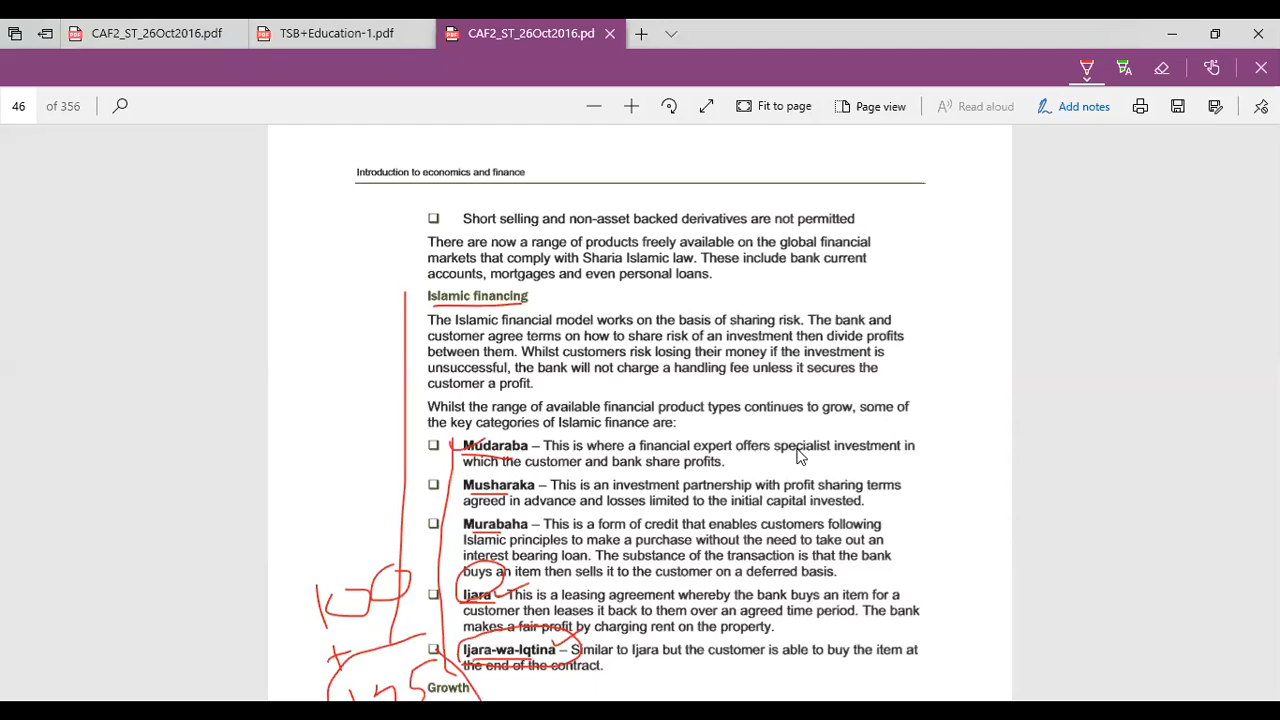 CAF2_ST_26Oct2016.pdf
TSB+Education-1.pdf
CAF2_ST_26Oct2016.pd
46 of 356
Fit to page
Page view
Read aloud
Add notes
Introduction to economics and finance
Short selling and non-asset backed derivatives are not permitted
There are now a range of products freely available on the global financial
markets that comply with Sharia Islamic law. These include bank current
accounts, mortgages and even personal loans.
Islamic financing
The Islamic financial model works on the basis of sharing risk. The bank and
customer agree terms on how to share risk of an investment then divide profits
between them. Whilst customers risk losing their money if the investment is
unsuccessful, the bank will not charge a handling fee unless it secures the
customer a profit.
Whilst the range of available financial product types continues to grow, some of
the key categories of Islamic finance are:
Mudaraba – This is where a financial expert offers specialist investment in
which the customer and bank share profits.
Musharaka – This is an investment partnership with profit sharing terms
agreed in advance and losses limited to the initial capital invested.
Murabaha – This is a form of credit that enables customers following
Islamic principles to make a purchase without the need to take out an
interest bearing loan. The substance of the transaction is that the bank
buys an item then sells it to the customer on a deferred basis.
Ijara – This is a leasing agreement whereby the bank buys an item for a
customer then leases it back to them over an agreed time period. The bank
makes a fair profit by charging rent on the property.
Ijara-wa-Iqtina – Similar to Ijara but the customer is able to buy the item at
the end of the contract.
Growth
100
+